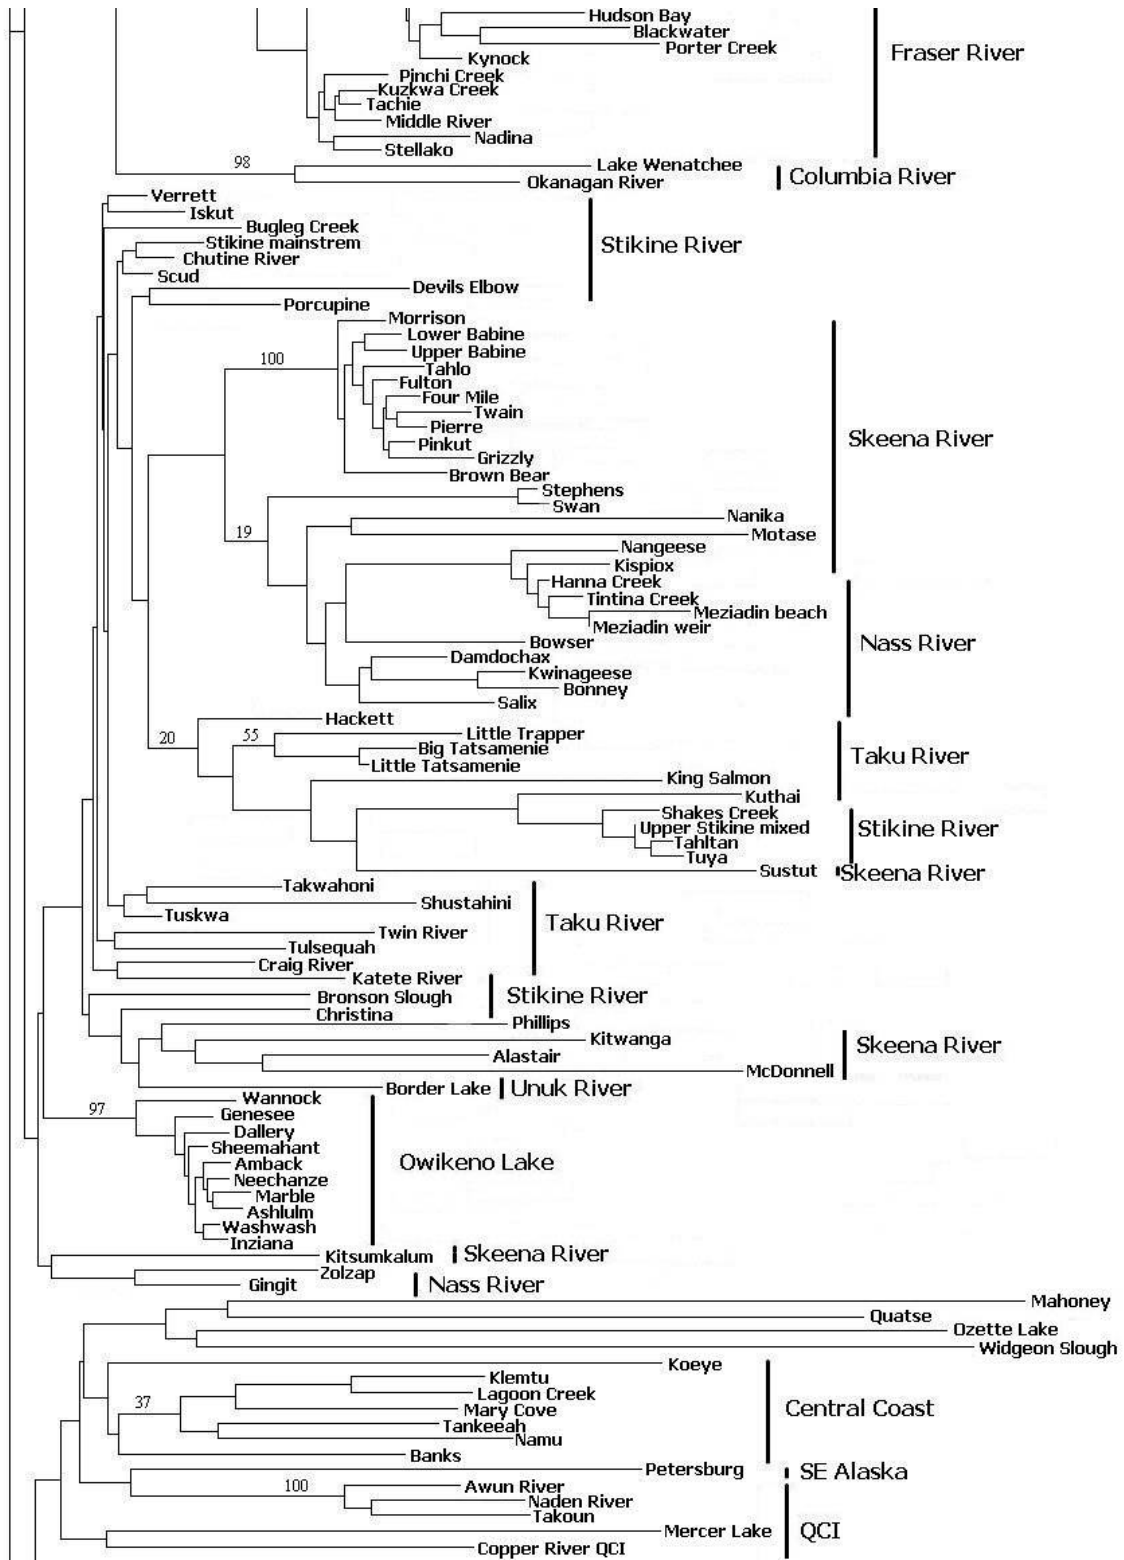 Hudson Bay
Blackwater
Porter Creek
Fraser River
Kynock
Pinchi Creek
Kuzkwa Creek
Tachie
Middle River
Nadina
Stellako
98
Lake Wenatchee
Okanagan River
Columbia River
Verrett
Iskut
Bugleg Creek
Stikine mainstrem
Stikine River
Chutine River
Scud
Devils Elbow
Porcupine
Morrison
Lower Babine
Upper Babine
100
Tahlo
Fulton
Four Mile
Twain
Pierre
Skeena River
Pinkut
Grizzly
Brown Bear
Stephens
Swan
Nanika
19
Motase
Nangeese
Kispiox
Hanna Creek
Tintina Creek
Meziadin beach
Meziadin weir
Bowser
Nass River
Damdochax
Kwinageese
Bonney
Salix
Hackett
20
55
Little Trapper
Big Tatsamenie
Taku River
Little Tatsamenie
King Salmon
Kuthai
Shakes Creek
Upper Stikine mixed
Stikine River
Tahltan
Tuya
Sustut
Skeena River
Takwahoni
Shustahini
Tuskwa
Taku River
Twin River
Tulsequah
Craig River
Katete River
Bronson Slough
Stikine River
Christina
Phillips
Kitwanga
Skeena River
Alastair
McDonnell
Border Lake
Unuk River
97
Wannock
Genesee
Dallery
Sheemahant
Amback
Owikeno Lake
Neechanze
Marble
Ashlulm
Washwash
Inziana
Kitsumkalum
Skeena River
Zolzap
Gingit
Nass River
Mahoney
Quatse
Ozette Lake
Widgeon Slough
Koeye
Klemtu
Lagoon Creek
37
Mary Cove
Central Coast
Tankeeah
Namu
Banks
Petersburg
SE Alaska
100
Awun River
Naden River
Takoun
Mercer Lake
QCI
Copper River QCI